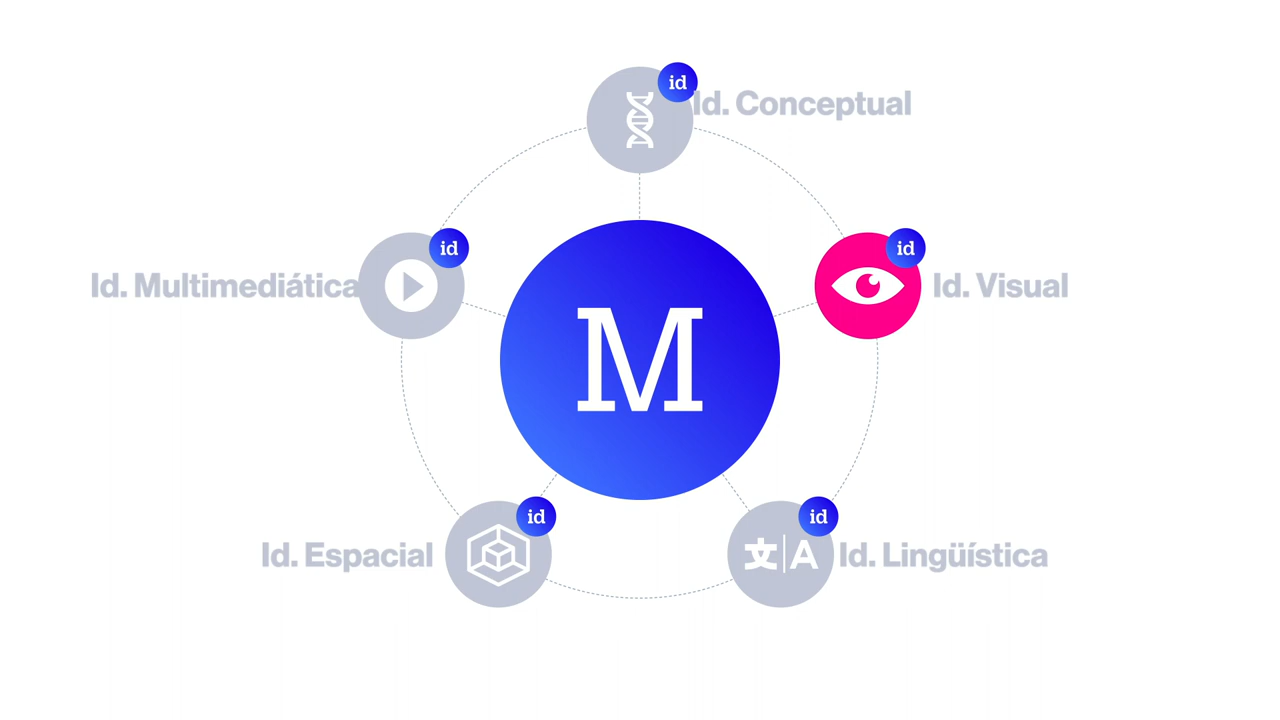 id
Id. Conceptual
id
id
Id. Multimediática
Id. Visual
M
id
id
Id. Espacial
文|A
Id. Lingüística